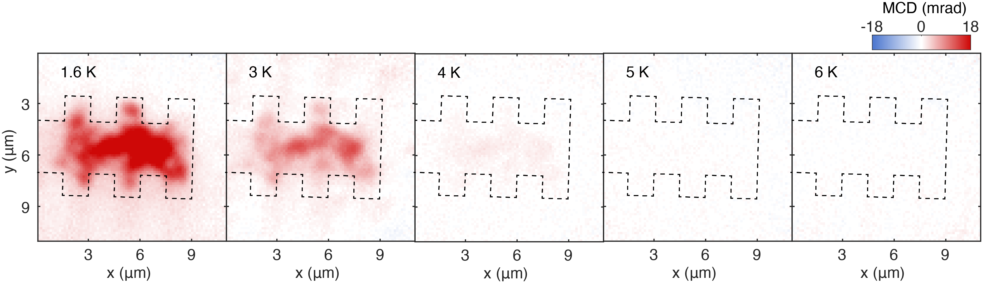 MCD (mrad)
-18 0 18
1.6 K 3 K 4 K 5 K 6 K
3
6
9
y (µm)
3 6 9 3 6 9 3 6 9 3 6 9 3 6 9
x (µm) x (µm) x (µm) x (µm) x (µm)